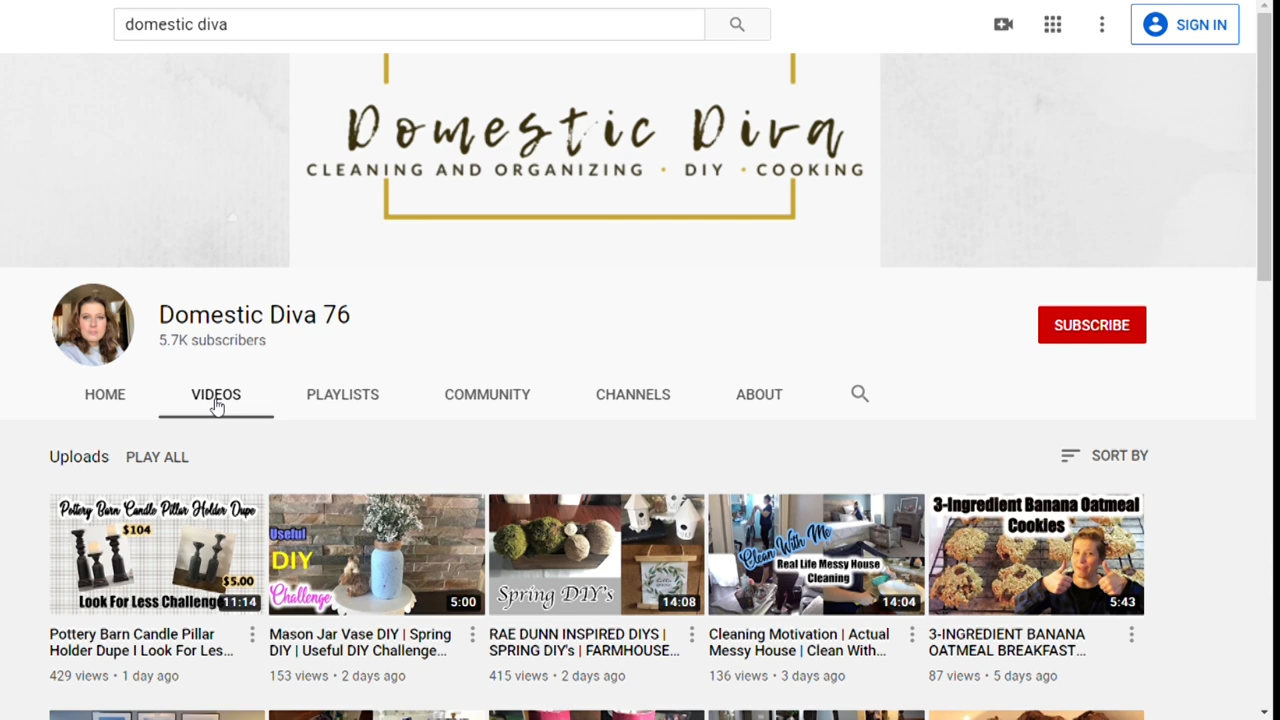 domestic diva
SIGN IN
Domestic Diva
CLEANING AND ORGANIZING • DIY • COOKING
Domestic Diva 76
5.7K subscribers
SUBSCRIBE
HOME
VIDEOS
PLAYLISTS
COMMUNITY
CHANNELS
ABOUT
Uploads
PLAY ALL
SORT BY
Pottery Barn Candle Pillar Holder Dupe
$104
$5.00
Look For Less Challenge
11:14
Useful
DIY
Challenge
5:00
Spring DIY's
14:08
Clean With Me
Real Life Messy House
Cleaning
14:04
3-Ingredient Banana Oatmeal
Cookies
5:43
Pottery Barn Candle Pillar
Holder Dupe I Look For Les...
429 views • 1 day ago
Mason Jar Vase DIY | Spring
DIY | Useful DIY Challenge...
153 views • 2 days ago
RAE DUNN INSPIRED DIYS |
SPRING DIY's | FARMHOUSE...
415 views • 2 days ago
Cleaning Motivation | Actual
Messy House | Clean With...
136 views • 3 days ago
3-INGREDIENT BANANA
OATMEAL BREAKFAST...
87 views • 5 days ago